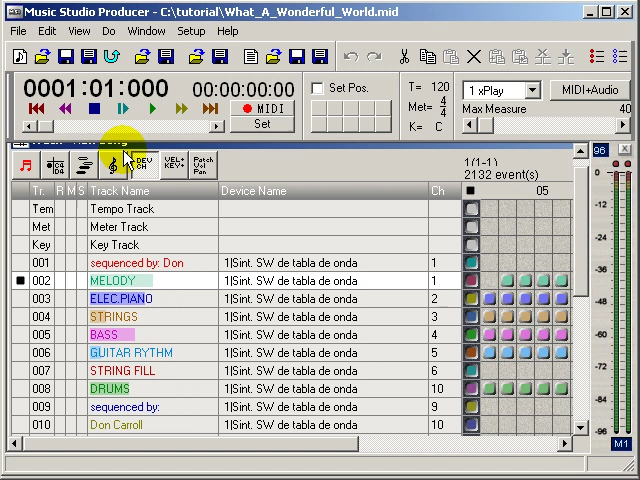 Music Studio Producer - C:\tutorial\What_A_Wonderful_World.mid
File Edit View Do Window Setup Help
0001:01:000 00:00:00:00
MIDI
Set
Set Pos.
T= 120
Met= 4/4
K= C
1 xPlay
MIDI+Audio
Max Measure 40
C4 D4
DEV CH
VEL+ KEY+
Patch Vol Pan
1(1-1)
2132 event(s)
Tr. R M S Track Name Device Name Ch 05
Tem Tempo Track
Met Meter Track
Key Key Track
001 sequenced by: Don 1|Sint. SW de tabla de onda 1
002 MELODY 1|Sint. SW de tabla de onda 1
003 ELEC.PIANO 1|Sint. SW de tabla de onda 2
004 STRINGS 1|Sint. SW de tabla de onda 3
005 BASS 1|Sint. SW de tabla de onda 4
006 GUITAR RYTHM 1|Sint. SW de tabla de onda 5
007 STRING FILL 1|Sint. SW de tabla de onda 6
008 DRUMS 1|Sint. SW de tabla de onda 10
009 sequenced by: 1|Sint. SW de tabla de onda 9
010 Don Carroll 1|Sint. SW de tabla de onda 10
96 x
0
-12
-24
-36
-48
-60
-72
-84
-96
M1